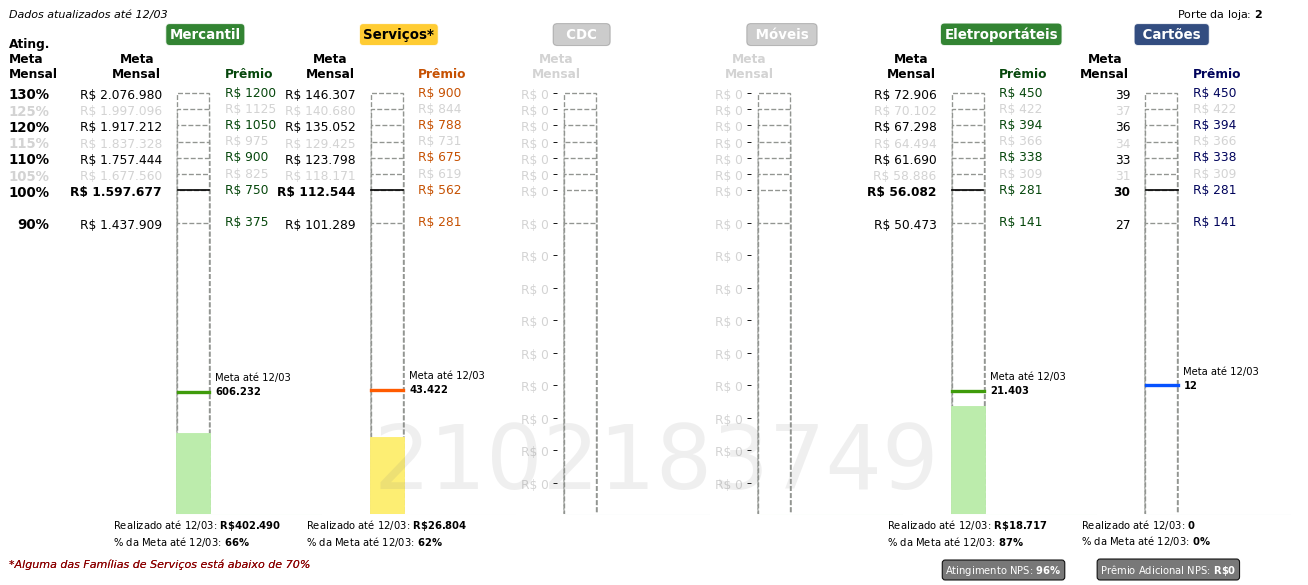 Dados atualizados até 12/03 Porte da loja: 2
Mercantil Serviços* CDC Móveis Eletroportáteis Cartões
Ating. Meta Mensal
Meta Mensal Prêmio Meta Mensal Prêmio Meta Mensal Meta Mensal Meta Mensal Prêmio Meta Mensal Prêmio
130% R$ 2.076.980 R$ 1200 R$ 146.307 R$ 900 R$ 0 R$ 0 R$ 72.906 R$ 450 39 R$ 450
125% R$ 1.997.096 R$ 1125 R$ 140.680 R$ 844 R$ 0 R$ 0 R$ 70.102 R$ 422 37 R$ 422
120% R$ 1.917.212 R$ 1050 R$ 135.052 R$ 788 R$ 0 R$ 0 R$ 67.298 R$ 394 36 R$ 394
115% R$ 1.837.328 R$ 975 R$ 129.425 R$ 731 R$ 0 R$ 0 R$ 64.494 R$ 366 34 R$ 366
110% R$ 1.757.444 R$ 900 R$ 123.798 R$ 675 R$ 0 R$ 0 R$ 61.690 R$ 338 33 R$ 338
105% R$ 1.677.560 R$ 825 R$ 118.171 R$ 619 R$ 0 R$ 0 R$ 58.886 R$ 309 31 R$ 309
100% R$ 1.597.677 R$ 750 R$ 112.544 R$ 562 R$ 0 R$ 0 R$ 56.082 R$ 281 30 R$ 281
90% R$ 1.437.909 R$ 375 R$ 101.289 R$ 281 R$ 0 R$ 0 R$ 50.473 R$ 141 27 R$ 141
R$ 0 R$ 0
R$ 0 R$ 0
R$ 0 R$ 0
R$ 0 R$ 0
Meta até 12/03 Meta até 12/03 Meta até 12/03 Meta até 12/03
606.232 43.422 R$ 0 R$ 0 21.403 12
R$ 0 R$ 0
R$ 0 R$ 0
2102183749
R$ 0 R$ 0
Realizado até 12/03: R$402.490 Realizado até 12/03: R$26.804 Realizado até 12/03: R$18.717 Realizado até 12/03: 0
% da Meta até 12/03: 66% % da Meta até 12/03: 62% % da Meta até 12/03: 87% % da Meta até 12/03: 0%
*Alguma das Famílias de Serviços está abaixo de 70% Atingimento NPS: 96% Prêmio Adicional NPS: R$0